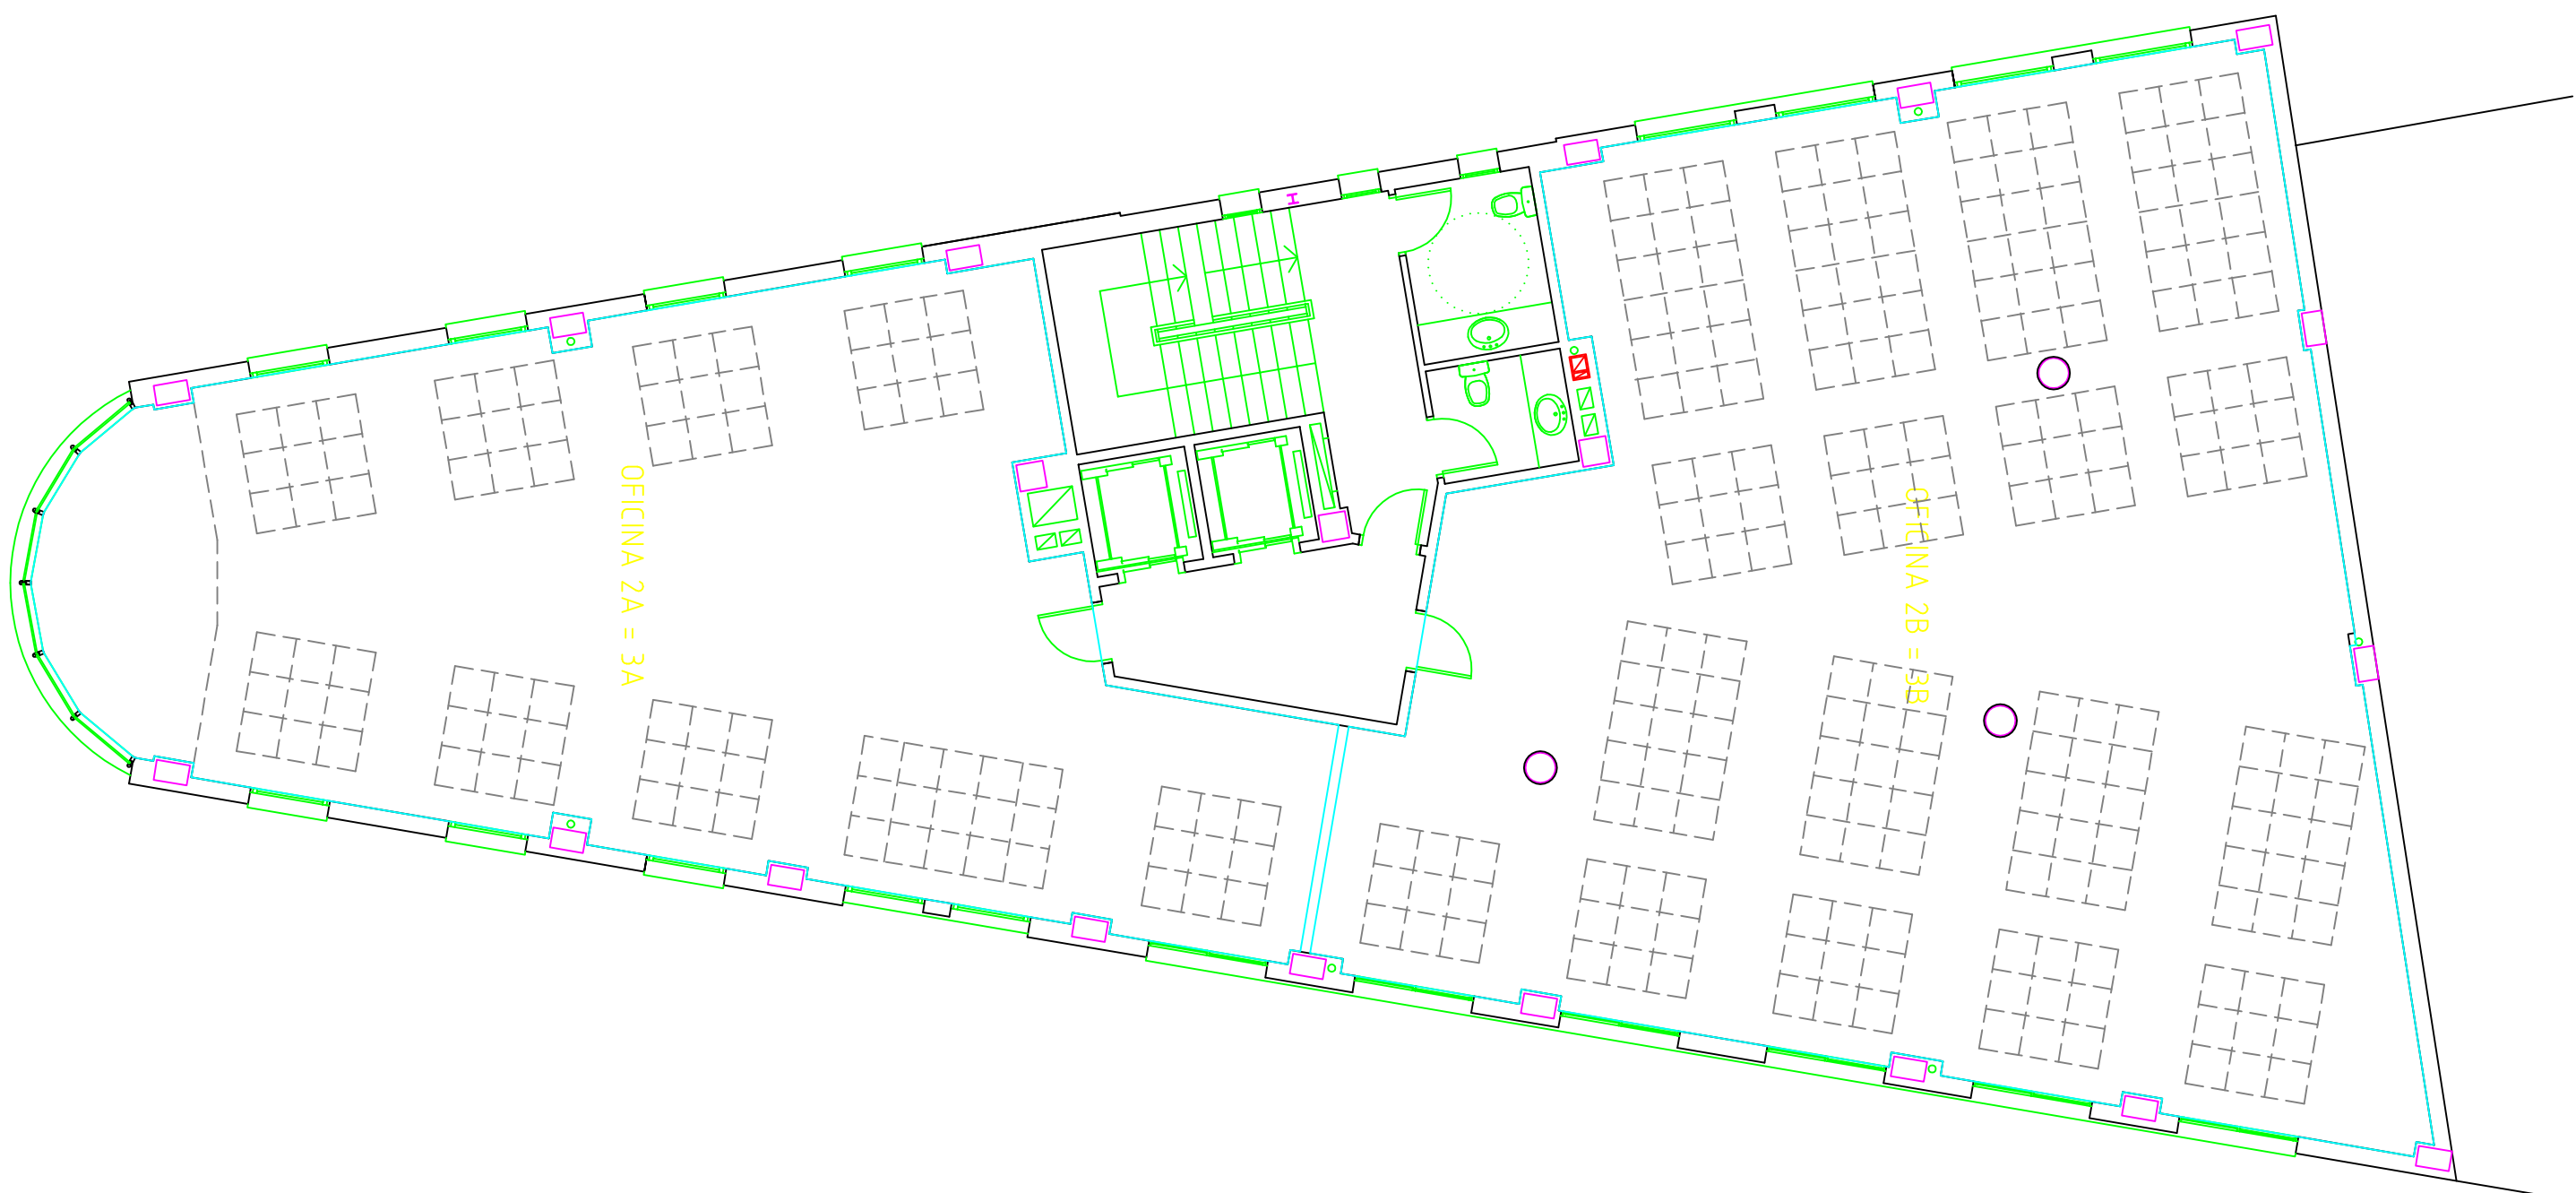 OFICINA 2A = 3A
OFICINA 2B = 3B